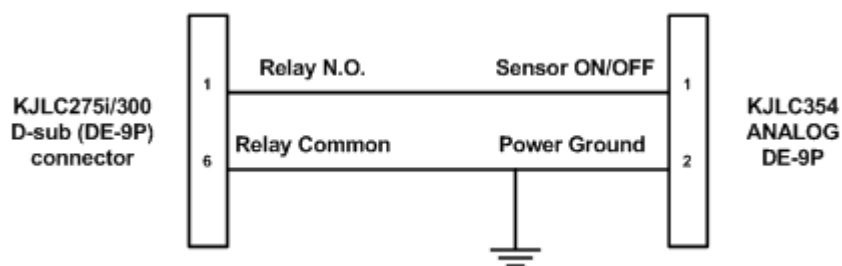 Relay N.O.
Sensor ON/OFF
1
1
KJLC275i/300
D-sub (DE-9P)
connector
KJLC354
ANALOG
DE-9P
Relay Common
Power Ground
6
2